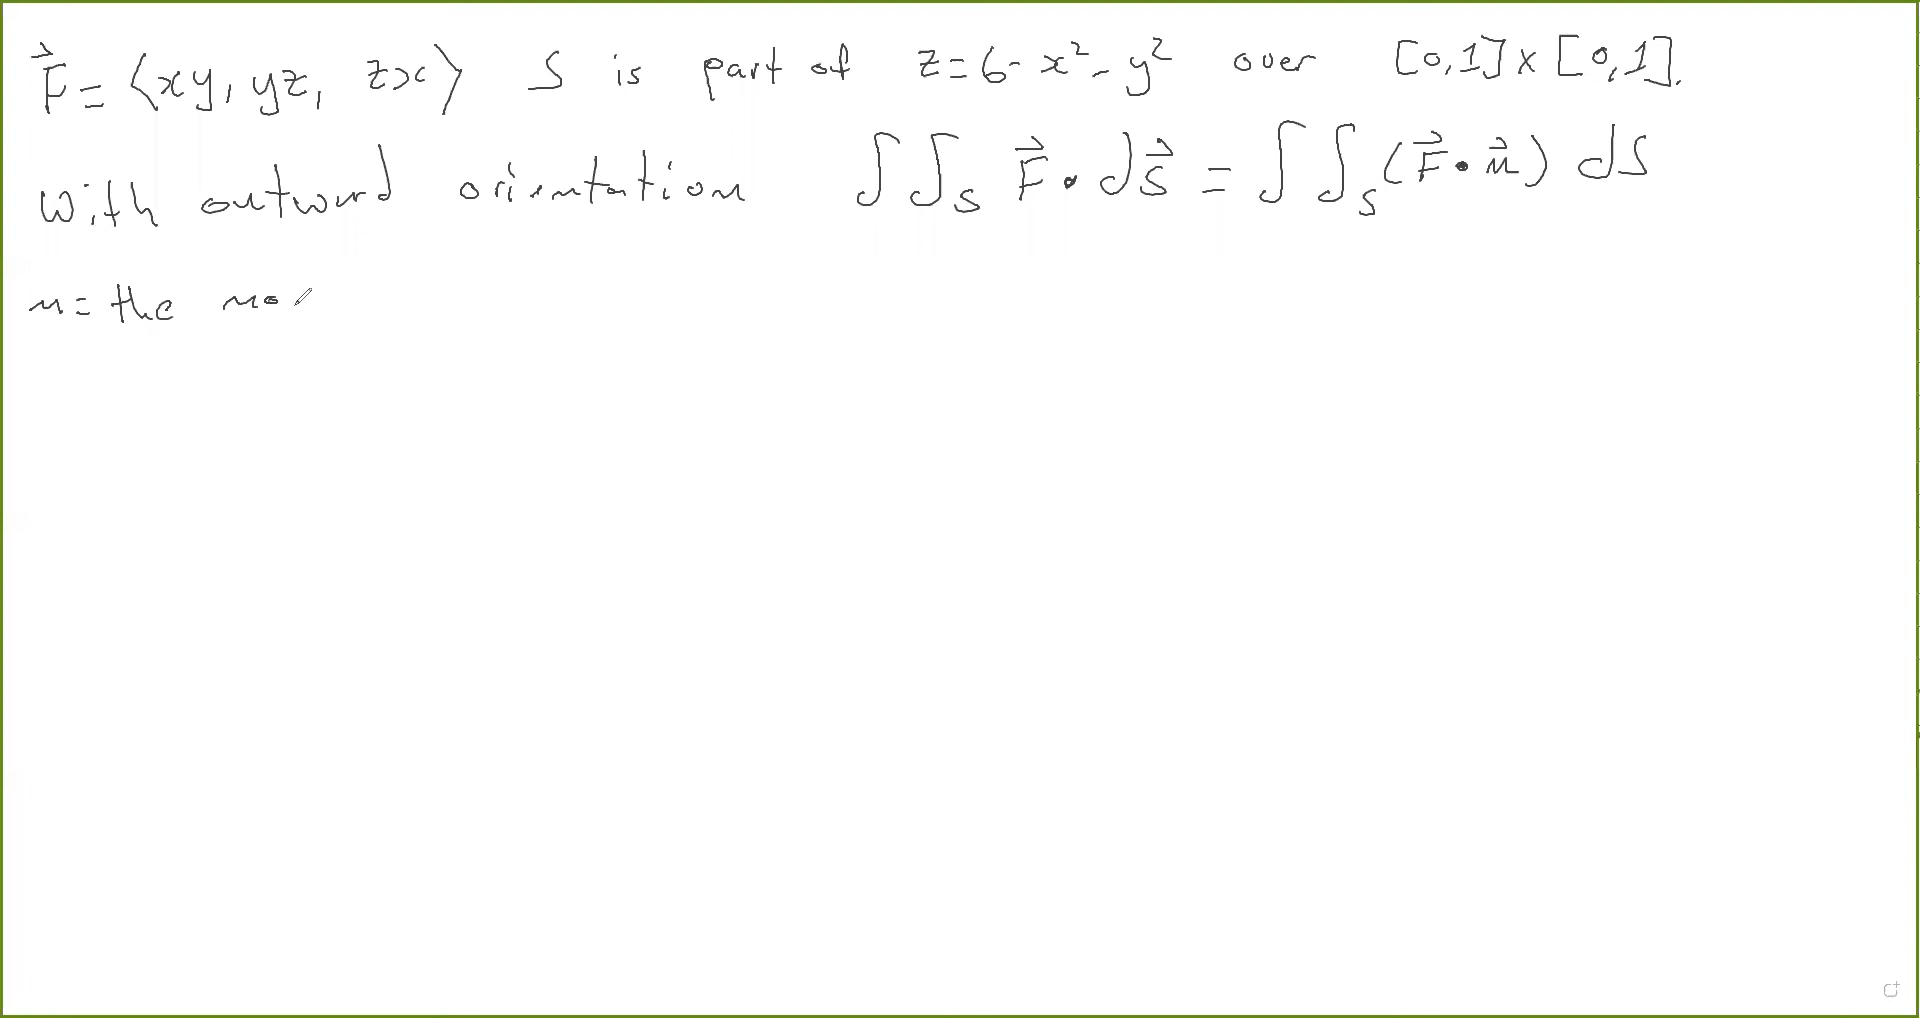 F⃗ = ⟨xy, yz, zx⟩ S is part of z=6-x²-y² over [0,1]x[0,1].
with outward orientation ∫∫_S F⃗ · dS⃗ = ∫∫_S (F⃗ · n⃗) dS
n = the no